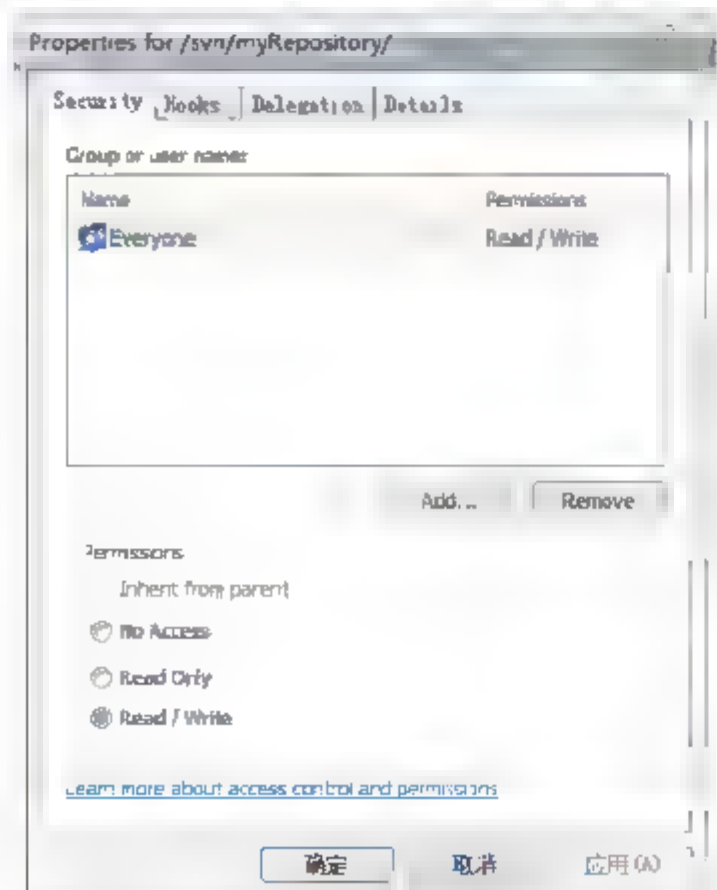 Properties for /svn/myRepository/
Security Hooks Delegation Details
Group or user names
Name Permissions
Everyone Read / Write
Add... Remove
Permissions
Inherit from parent
No Access
Read Only
Read / Write
Learn more about access control and permissions
确定 取消 应用(A)